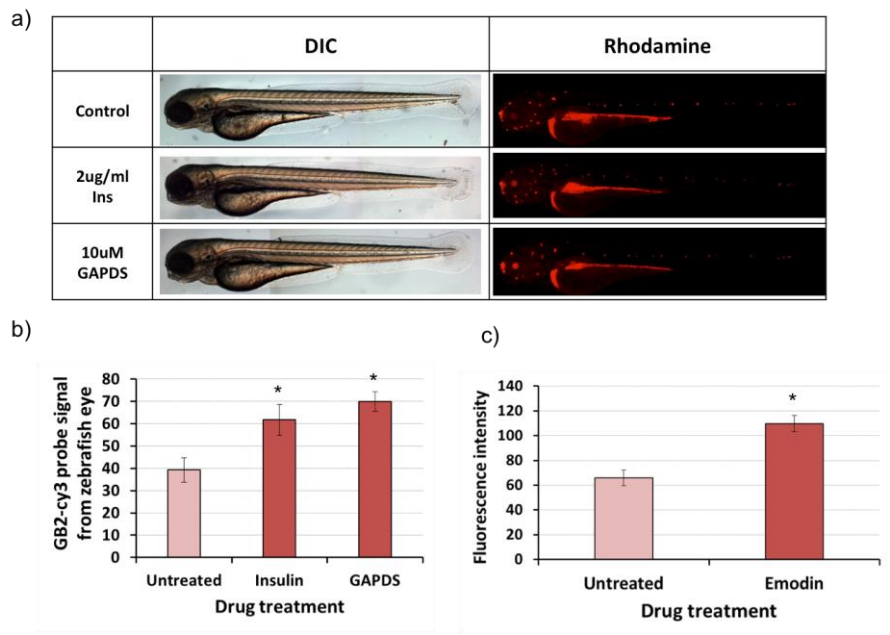 a)
DIC
Rhodamine
Control
2ug/ml
Ins
10uM
GAPDS
b)
GB2-cy3 probe signal
from zebrafish eye
80
70
60
50
40
30
20
10
0
*
*
Untreated
Insulin
GAPDS
Drug treatment
c)
Fluorescence intensity
140
120
100
80
60
40
20
0
*
Untreated
Emodin
Drug treatment